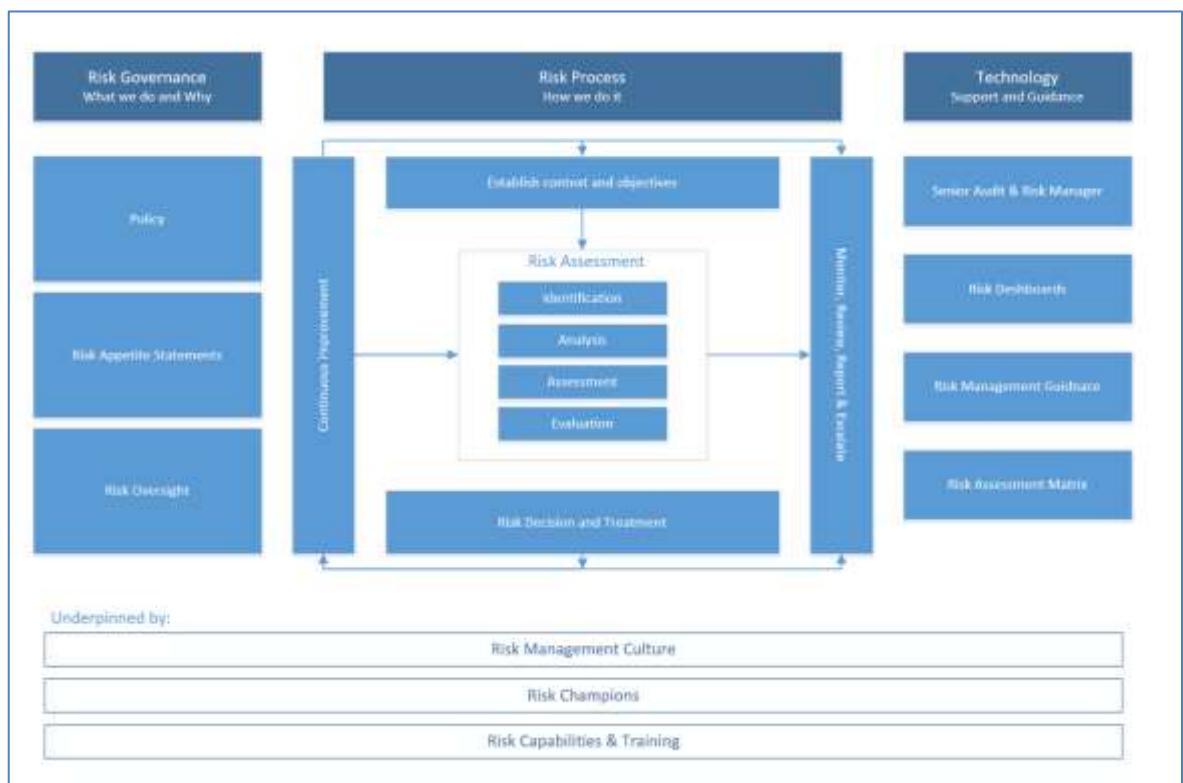 Risk Governance
What we do and Why
Risk Process
How we do it
Technology
Support and Guidance
Policy
Risk Appetite Statements
Risk Oversight
Continuous Improvement
Establish context and objectives
Risk Assessment
Identification
Analysis
Assessment
Evaluation
Risk Decision and Treatment
Monitor, Review, Report & Escalate
Senior Audit & Risk Manager
Risk Dashboards
Risk Management Guidnace
Risk Assessment Matrix
Underpinned by:
Risk Management Culture
Risk Champions
Risk Capabilities & Training